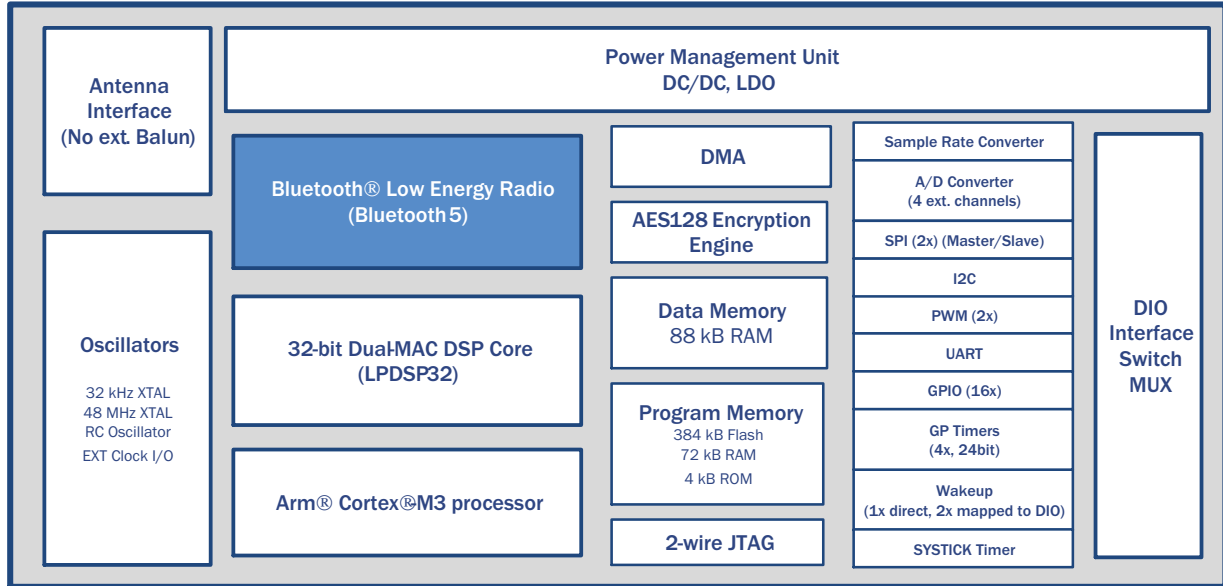 Antenna
Interface
(No ext. Balun)
Power Management Unit
DC/DC, LDO
Bluetooth® Low Energy Radio
(Bluetooth 5)
DMA
AES128 Encryption
Engine
Sample Rate Converter
A/D Converter
(4 ext. channels)
SPI (2x) (Master/Slave)
I2C
PWM (2x)
UART
GPIO (16x)
GP Timers
(4x, 24bit)
Wakeup
(1x direct, 2x mapped to DIO)
SYSTICK Timer
DIO
Interface
Switch
MUX
Oscillators
32 kHz XTAL
48 MHz XTAL
RC Oscillator
EXT Clock I/O
32-bit Dual-MAC DSP Core
(LPDSP32)
Data Memory
88 kB RAM
Program Memory
384 kB Flash
72 kB RAM
4 kB ROM
Arm® Cortex®-M3 processor
2-wire JTAG